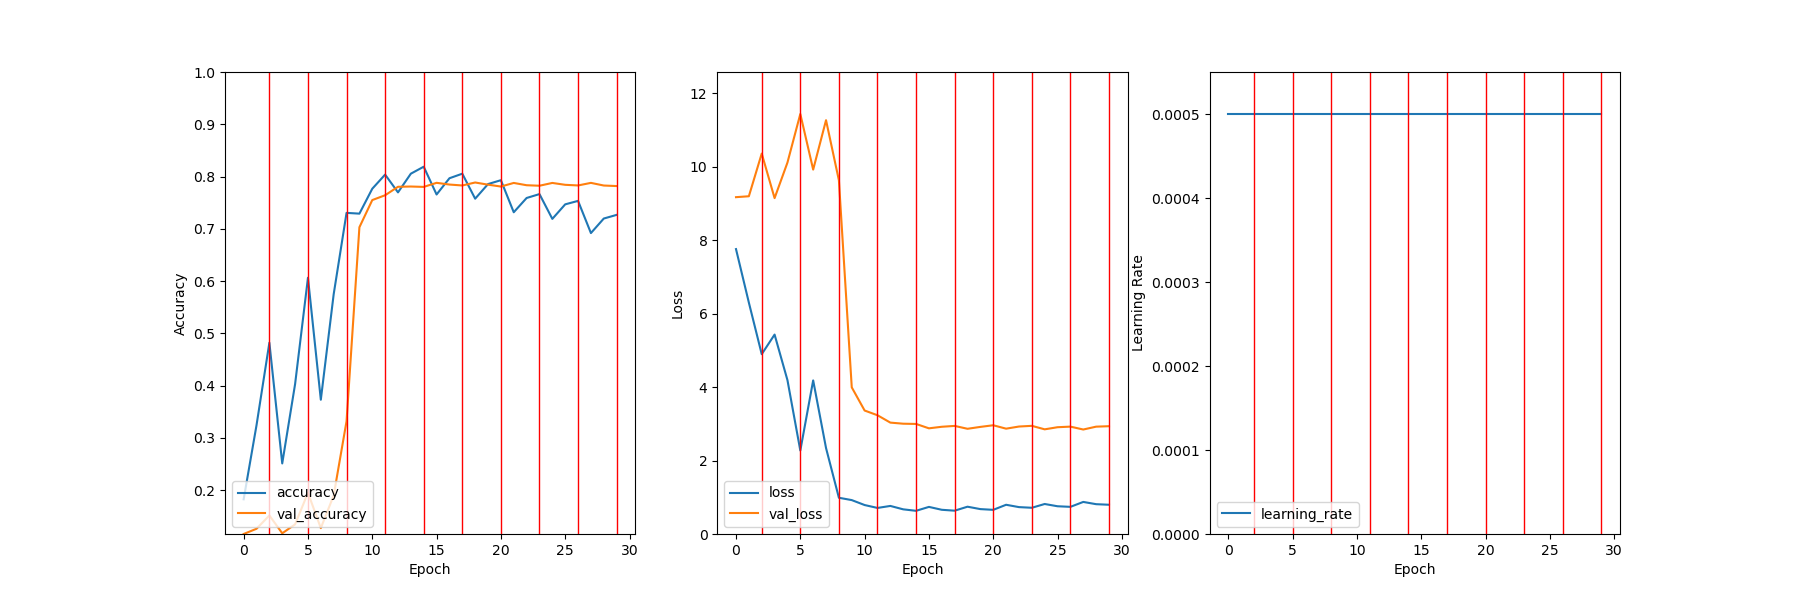 1.0
0.9
0.8
0.7
0.6
0.5
0.4
0.3
0.2
Accuracy
accuracy
val_accuracy
0 5 10 15 20 25 30
Epoch
12
10
8
6
4
2
0
Loss
loss
val_loss
0 5 10 15 20 25 30
Epoch
0.0005
0.0004
0.0003
0.0002
0.0001
0.0000
Learning Rate
learning_rate
0 5 10 15 20 25 30
Epoch